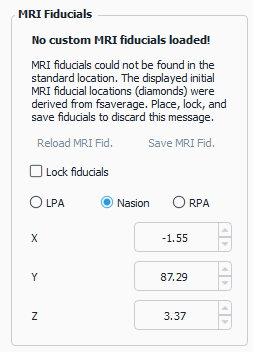 MRI Fiducials
No custom MRI fiducials loaded!
MRI fiducials could not be found in the
standard location. The displayed initial
MRI fiducial locations (diamonds) were
derived from fsaverage. Place, lock, and
save fiducials to discard this message.
Reload MRI Fid. Save MRI Fid.
Lock fiducials
LPA Nasion RPA
X -1.55
Y 87.29
Z 3.37